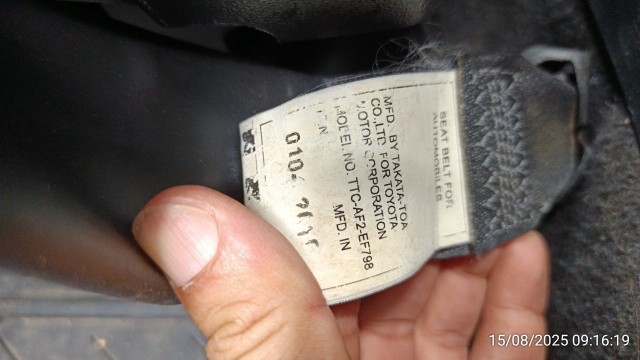 SEAT BELT FOR
AUTOMOBILES
MFD. BY TAKATA-TOA
CO.,LTD. FOR TOYOTA
MOTOR CORPORATION
MODEL NO. TTC-AF2-EF798
MFD. IN
15/08/2025 09:16:19